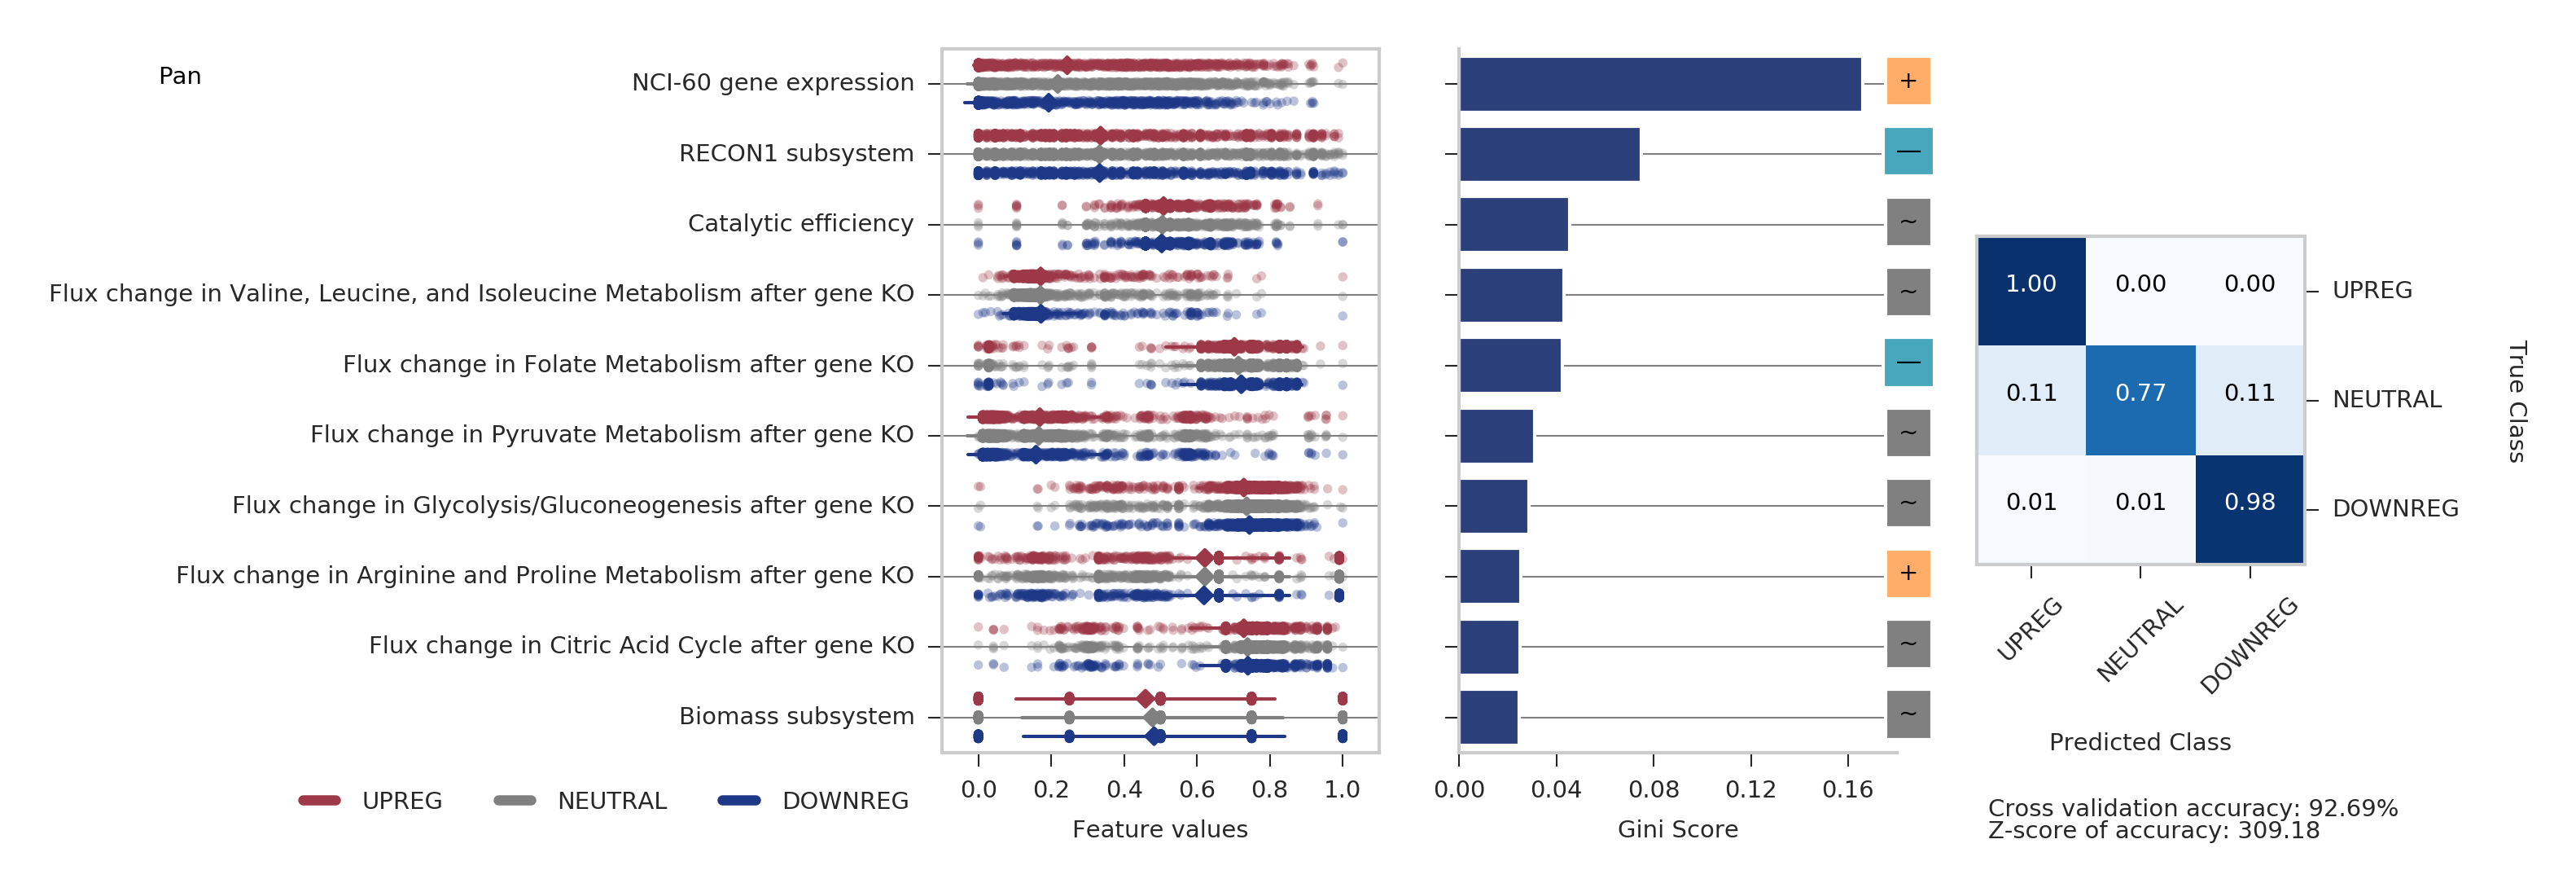 Pan
NCI-60 gene expression
RECON1 subsystem
Catalytic efficiency
Flux change in Valine, Leucine, and Isoleucine Metabolism after gene KO
Flux change in Folate Metabolism after gene KO
Flux change in Pyruvate Metabolism after gene KO
Flux change in Glycolysis/Gluconeogenesis after gene KO
Flux change in Arginine and Proline Metabolism after gene KO
Flux change in Citric Acid Cycle after gene KO
Biomass subsystem
0.0 0.2 0.4 0.6 0.8 1.0
Feature values
UPREG NEUTRAL DOWNREG
+
—
~
~
—
~
~
+
~
~
0.00 0.04 0.08 0.12 0.16
Gini Score
1.00 0.00 0.00 UPREG
0.11 0.77 0.11 NEUTRAL
0.01 0.01 0.98 DOWNREG
True Class
UPREG NEUTRAL DOWNREG
Predicted Class
Cross validation accuracy: 92.69%
Z-score of accuracy: 309.18